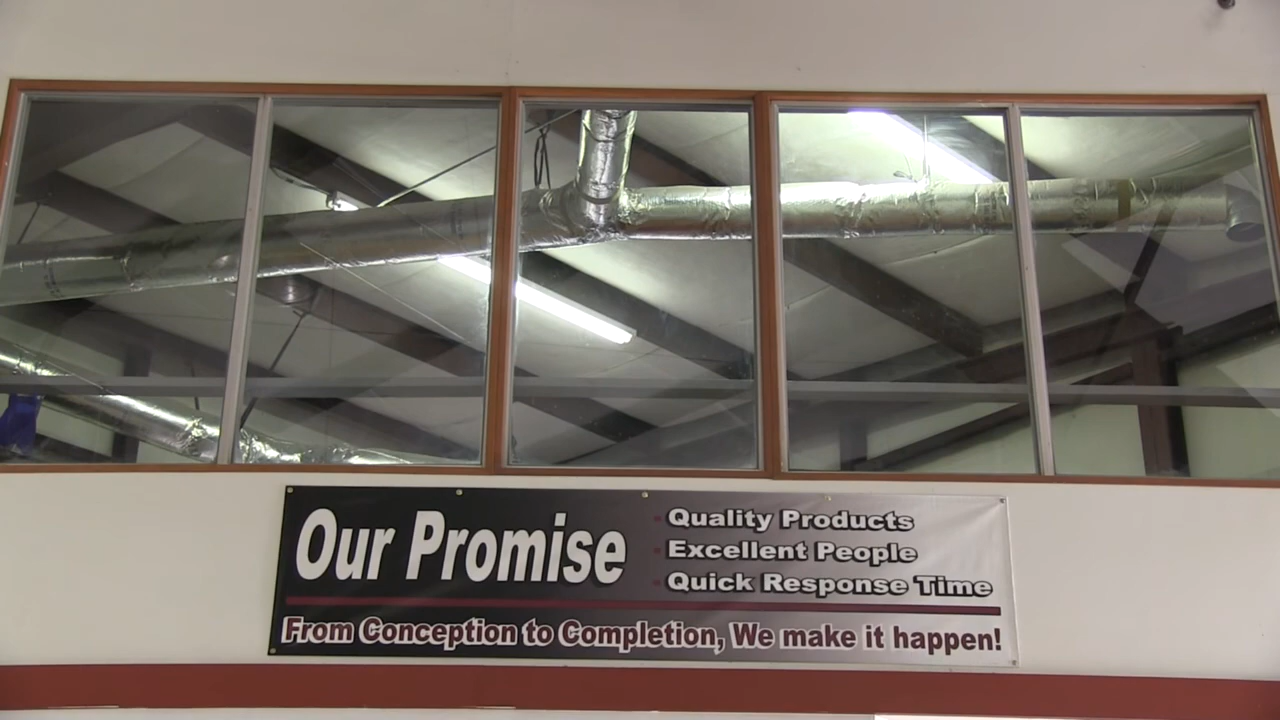 Our Promise
Quality Products
Excellent People
Quick Response Time
From Conception to Completion, We make it happen!